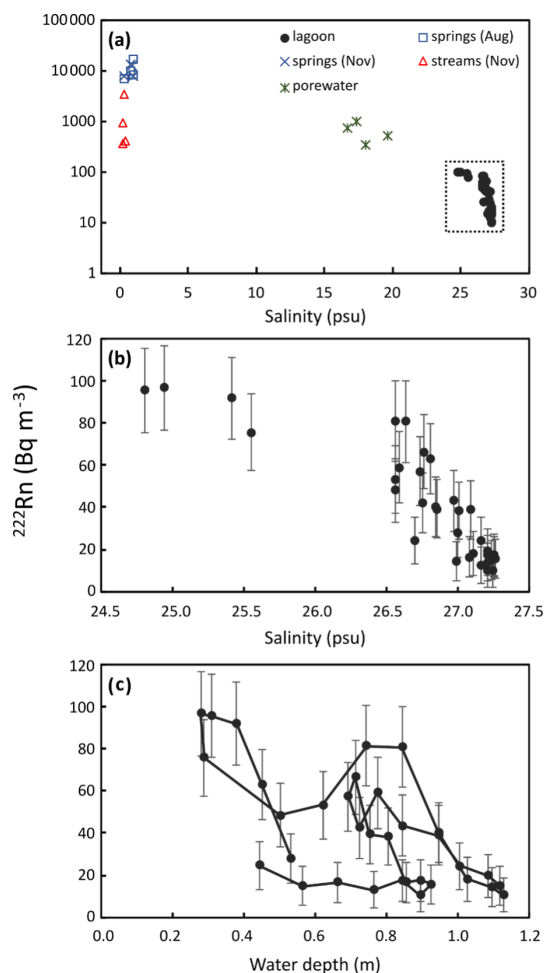 (a)
100 000
10 000
1000
100
10
1
lagoon
springs (Aug)
springs (Nov)
streams (Nov)
porewater
0 5 10 15 20 25 30
Salinity (psu)
(b)
120
100
80
60
40
20
0
24.5 25.0 25.5 26.0 26.5 27.0 27.5
Salinity (psu)
²²²Rn (Bq m⁻³)
(c)
120
100
80
60
40
20
0
0.0 0.2 0.4 0.6 0.8 1.0 1.2
Water depth (m)